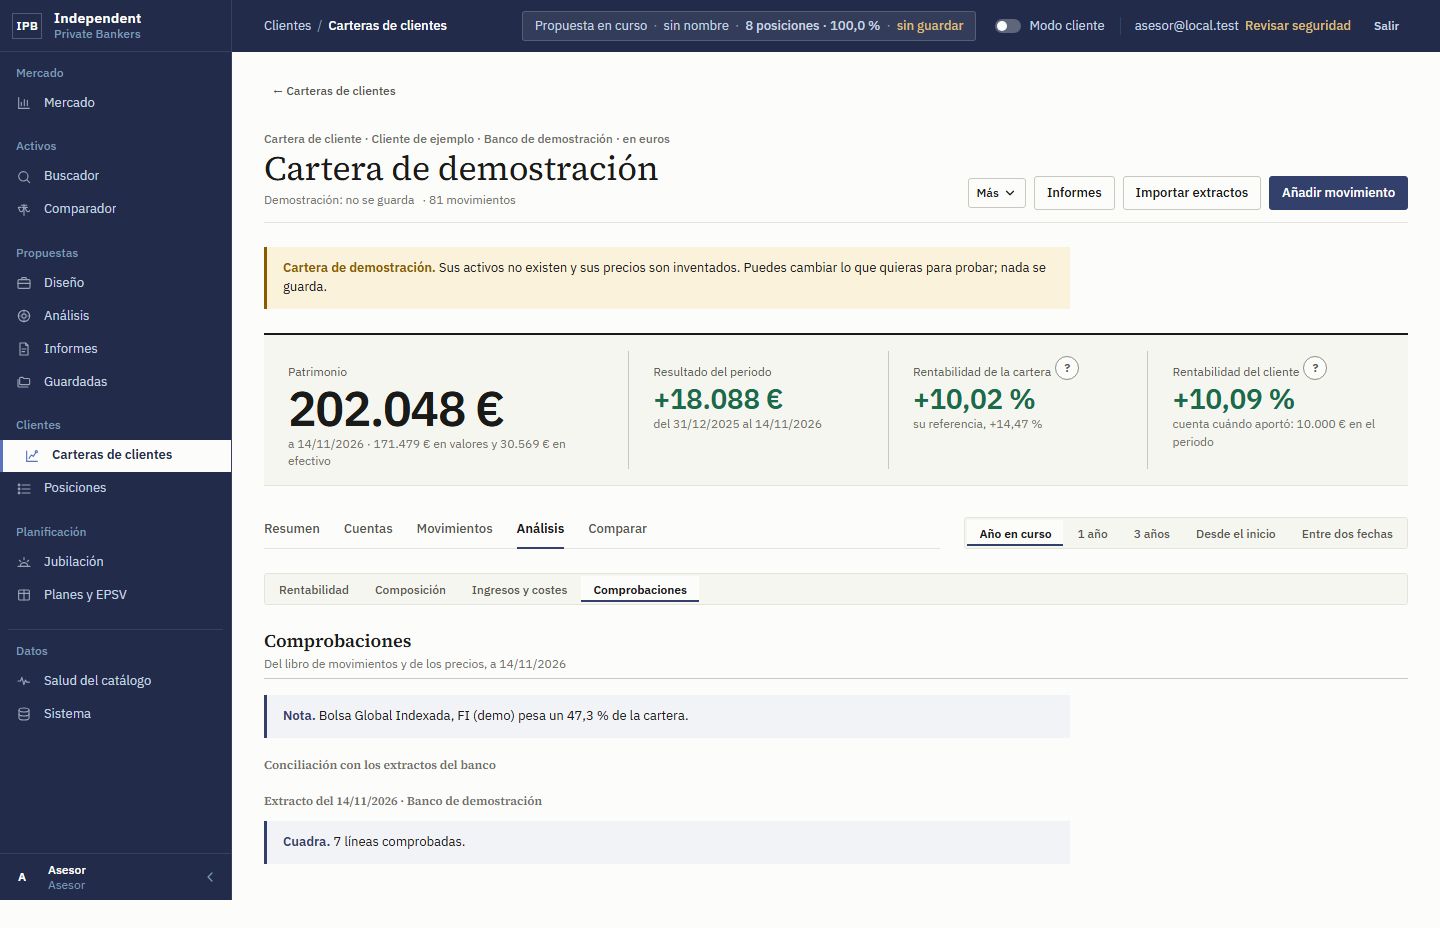 IPB
Independent
Private Bankers
Clientes / Carteras de clientes
Propuesta en curso · sin nombre · 8 posiciones · 100,0 % · sin guardar
Modo cliente
asesor@local.test Revisar seguridad
Salir
Mercado
Mercado
Activos
Buscador
Comparador
Propuestas
Diseño
Análisis
Informes
Guardadas
Clientes
Carteras de clientes
Posiciones
Planificación
Jubilación
Planes y EPSV
Datos
Salud del catálogo
Sistema
A
Asesor
Asesor
← Carteras de clientes
Cartera de cliente · Cliente de ejemplo · Banco de demostración · en euros
Cartera de demostración
Demostración: no se guarda · 81 movimientos
Más
Informes
Importar extractos
Añadir movimiento
Cartera de demostración. Sus activos no existen y sus precios son inventados. Puedes cambiar lo que quieras para probar; nada se
guarda.
Patrimonio
202.048 €
a 14/11/2026 · 171.479 € en valores y 30.569 € en
efectivo
Resultado del periodo
+18.088 €
del 31/12/2025 al 14/11/2026
Rentabilidad de la cartera ?
+10,02 %
su referencia, +14,47 %
Rentabilidad del cliente ?
+10,09 %
cuenta cuándo aportó: 10.000 € en el
periodo
Resumen Cuentas Movimientos Análisis Comparar
Año en curso 1 año 3 años Desde el inicio Entre dos fechas
Rentabilidad Composición Ingresos y costes Comprobaciones
Comprobaciones
Del libro de movimientos y de los precios, a 14/11/2026
Nota. Bolsa Global Indexada, FI (demo) pesa un 47,3 % de la cartera.
Conciliación con los extractos del banco
Extracto del 14/11/2026 · Banco de demostración
Cuadra. 7 líneas comprobadas.